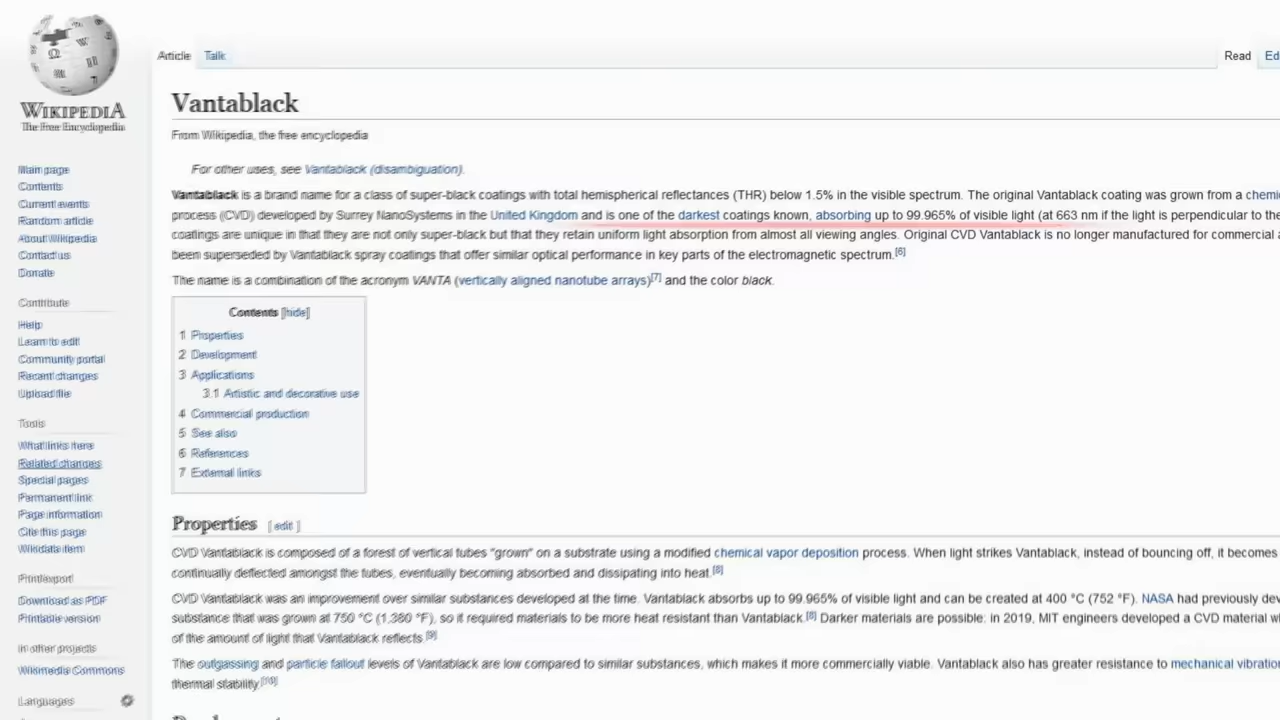 WIKIPEDIA
The Free Encyclopedia
Main page
Contents
Current events
Random article
About Wikipedia
Contact us
Donate
Contribute
Help
Learn to edit
Community portal
Recent changes
Upload file
Tools
What links here
Related changes
Special pages
Permanent link
Page information
Cite this page
Wikidata item
Print/export
Download as PDF
Printable version
In other projects
Wikimedia Commons
Languages
Article Talk
Read Ed
Vantablack
From Wikipedia, the free encyclopedia
For other uses, see Vantablack (disambiguation).
Vantablack is a brand name for a class of super-black coatings with total hemispherical reflectances (THR) below 1.5% in the visible spectrum. The original Vantablack coating was grown from a chemi
process (CVD) developed by Surrey NanoSystems in the United Kingdom and is one of the darkest coatings known, absorbing up to 99.965% of visible light (at 663 nm if the light is perpendicular to the
coatings are unique in that they are not only super-black but that they retain uniform light absorption from almost all viewing angles. Original CVD Vantablack is no longer manufactured for commercial a
been superseded by Vantablack spray coatings that offer similar optical performance in key parts of the electromagnetic spectrum.[6]
The name is a combination of the acronym VANTA (vertically aligned nanotube arrays)[7] and the color black.
Contents [hide]
1 Properties
2 Development
3 Applications
3.1 Artistic and decorative use
4 Commercial production
5 See also
6 References
7 External links
Properties [ edit ]
CVD Vantablack is composed of a forest of vertical tubes "grown" on a substrate using a modified chemical vapor deposition process. When light strikes Vantablack, instead of bouncing off, it becomes
continually deflected amongst the tubes, eventually becoming absorbed and dissipating into heat.[8]
CVD Vantablack was an improvement over similar substances developed at the time. Vantablack absorbs up to 99.965% of visible light and can be created at 400 °C (752 °F). NASA had previously dev
substance that was grown at 750 °C (1,380 °F), so it required materials to be more heat resistant than Vantablack.[8] Darker materials are possible: in 2019, MIT engineers developed a CVD material w
of the amount of light that Vantablack reflects.[9]
The outgassing and particle fallout levels of Vantablack are low compared to similar substances, which makes it more commercially viable. Vantablack also has greater resistance to mechanical vibratio
thermal stability.[10]